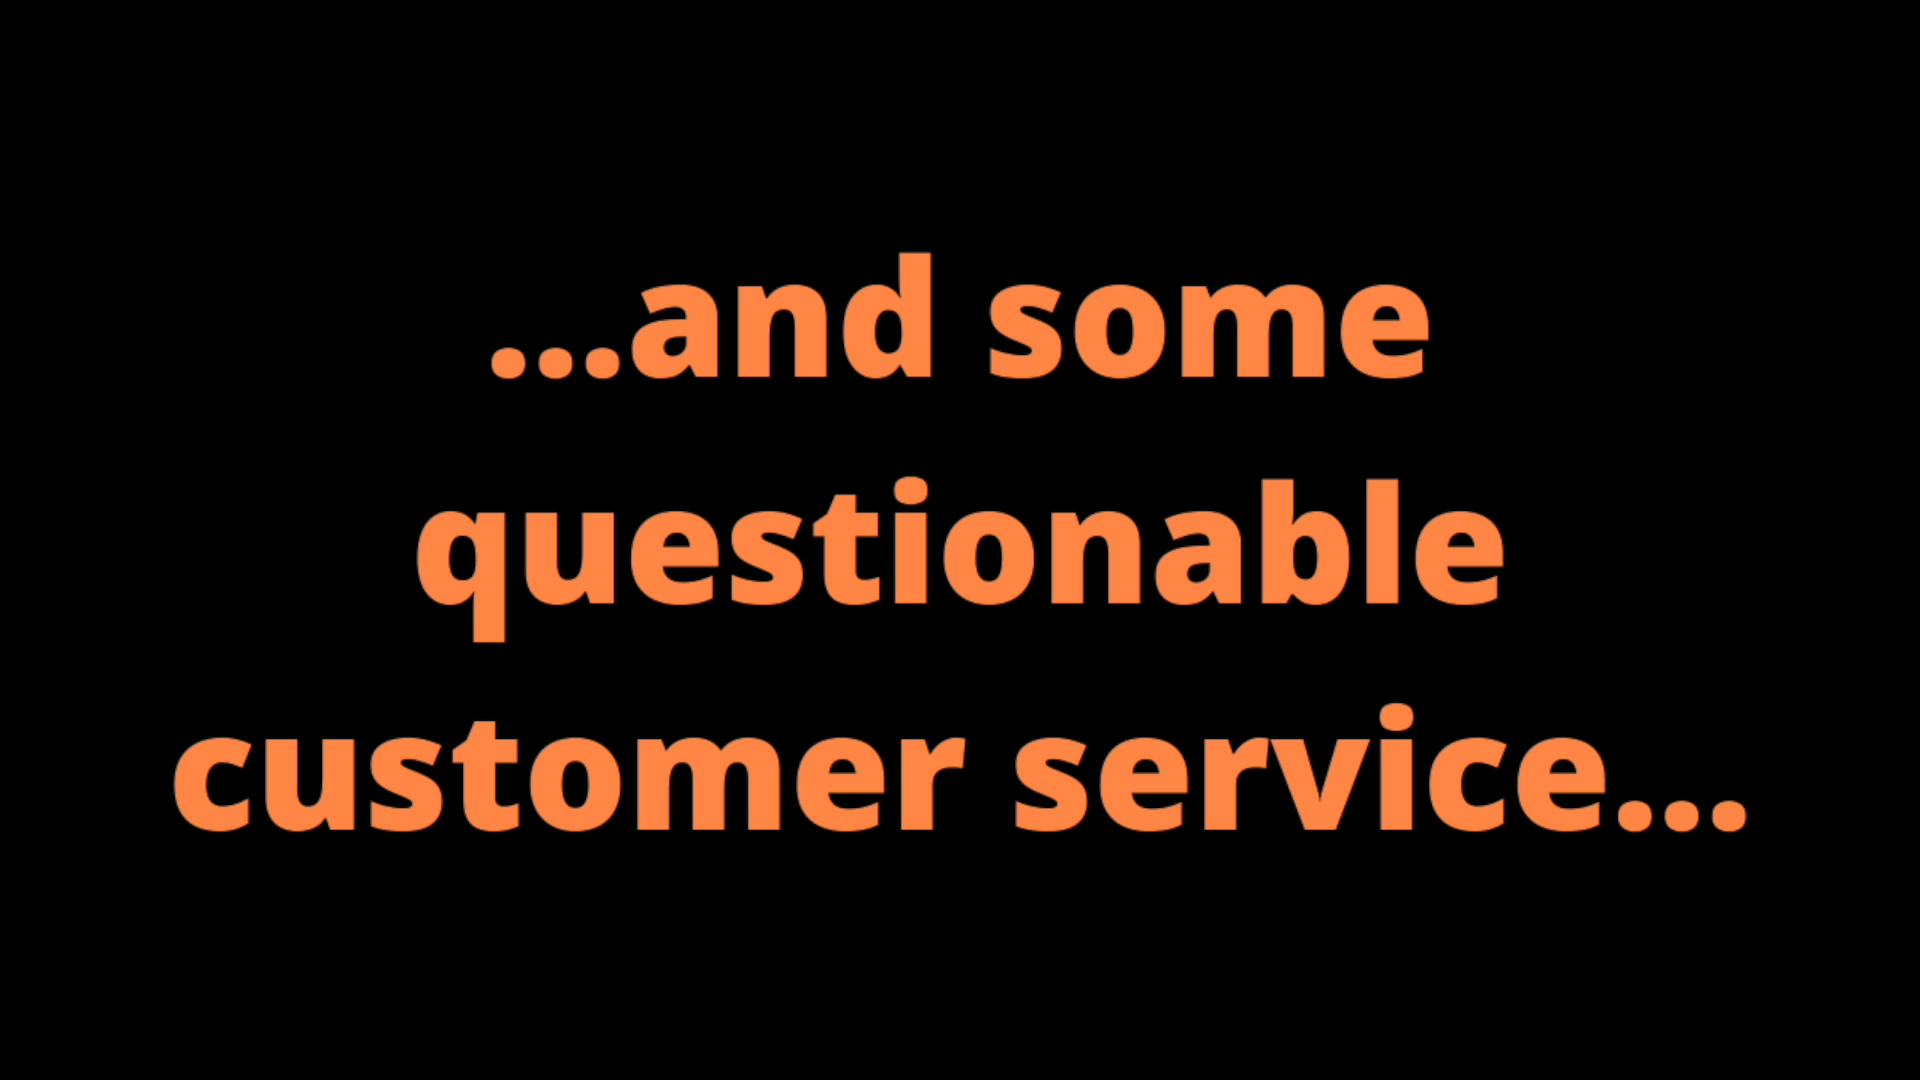 ...and some
questionable
customer service...